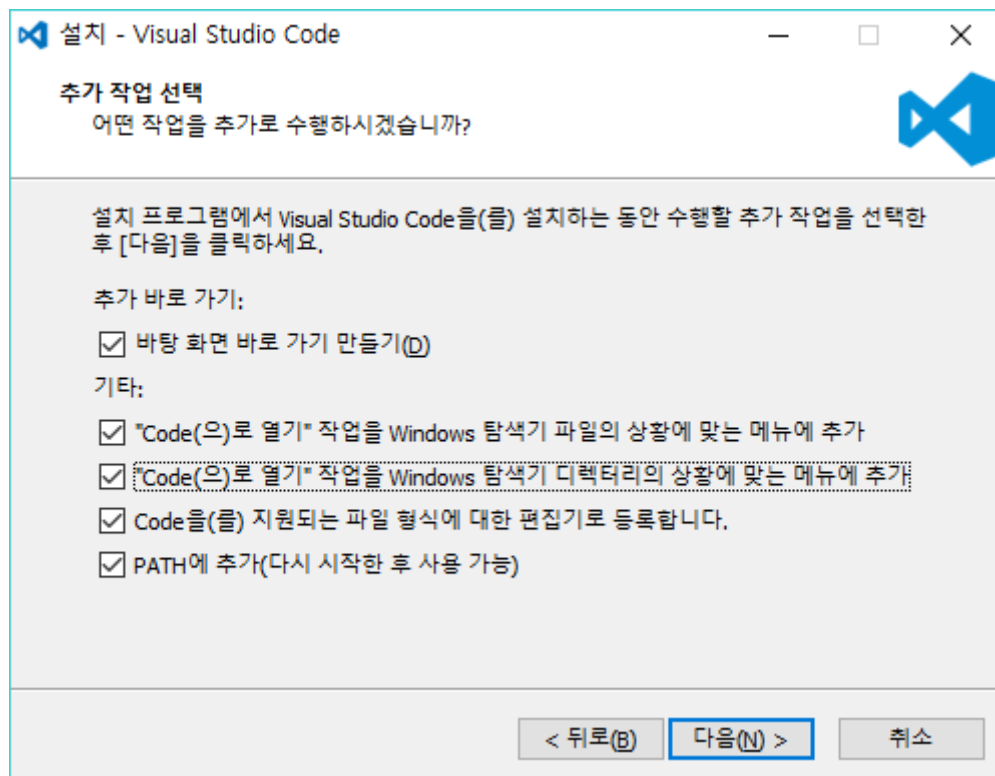 설치 - Visual Studio Code
추가 작업 선택
어떤 작업을 추가로 수행하시겠습니까?
설치 프로그램에서 Visual Studio Code을(를) 설치하는 동안 수행할 추가 작업을 선택한
후 [다음]을 클릭하세요.
추가 바로 가기:
바탕 화면 바로 가기 만들기(D)
기타:
"Code(으)로 열기" 작업을 Windows 탐색기 파일의 상황에 맞는 메뉴에 추가
"Code(으)로 열기" 작업을 Windows 탐색기 디렉터리의 상황에 맞는 메뉴에 추가
Code을(를) 지원되는 파일 형식에 대한 편집기로 등록합니다.
PATH에 추가(다시 시작한 후 사용 가능)
< 뒤로(B) 다음(N) > 취소